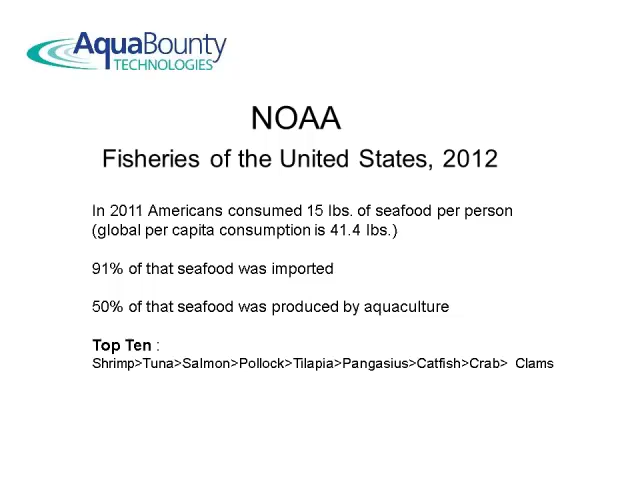 AquaBounty
TECHNOLOGIES
NOAA
Fisheries of the United States, 2012
In 2011 Americans consumed 15 lbs. of seafood per person
(global per capita consumption is 41.4 lbs.)
91% of that seafood was imported
50% of that seafood was produced by aquaculture
Top Ten :
Shrimp>Tuna>Salmon>Pollock>Tilapia>Pangasius>Catfish>Crab> Clams